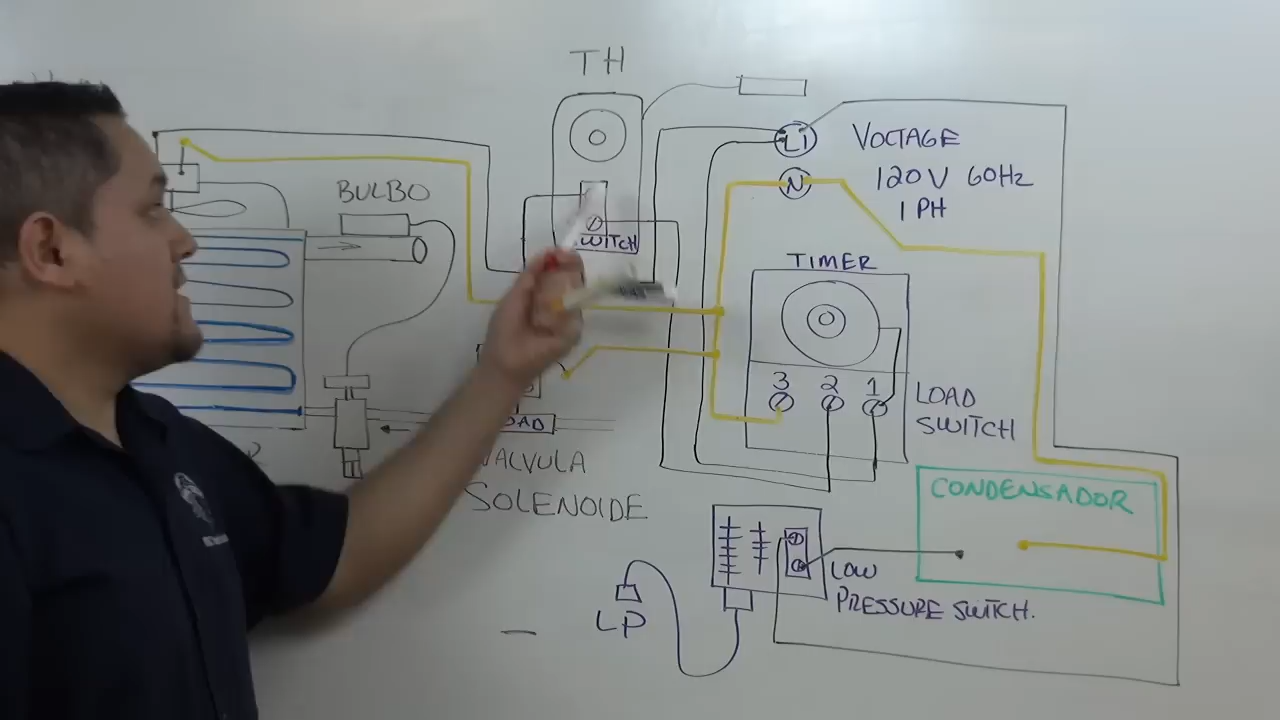 TH
L1
VOLTAGE
120V 60HZ
1 PH
N
BULBO
SWITCH
TIMER
3 2 1
LOAD
SWITCH
VALVULA
SOLENOIDE
CONDENSADOR
LOW
PRESSURE SWITCH.
LP